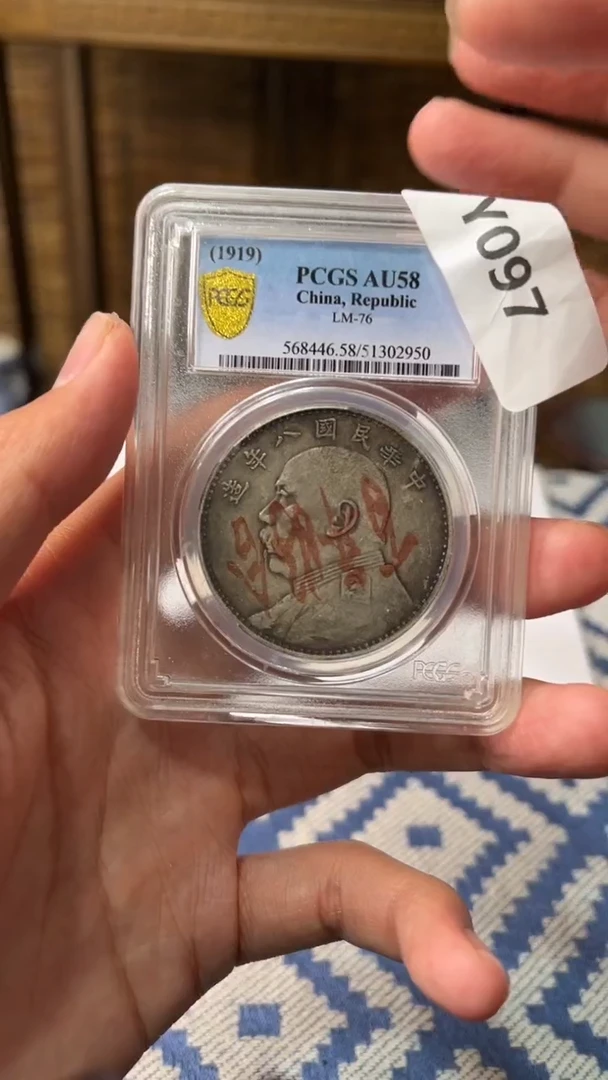 (1919)
PCGS AU58
China, Republic
LM-76
PCGS
568446.58/51302950
Y097
中華民國八年造
PCGS